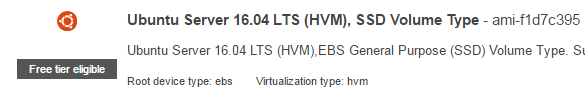 Ubuntu Server 16.04 LTS (HVM), SSD Volume Type - ami-f1d7c395
Ubuntu Server 16.04 LTS (HVM),EBS General Purpose (SSD) Volume Type.
Free tier eligible
Root device type: ebs Virtualization type: hvm